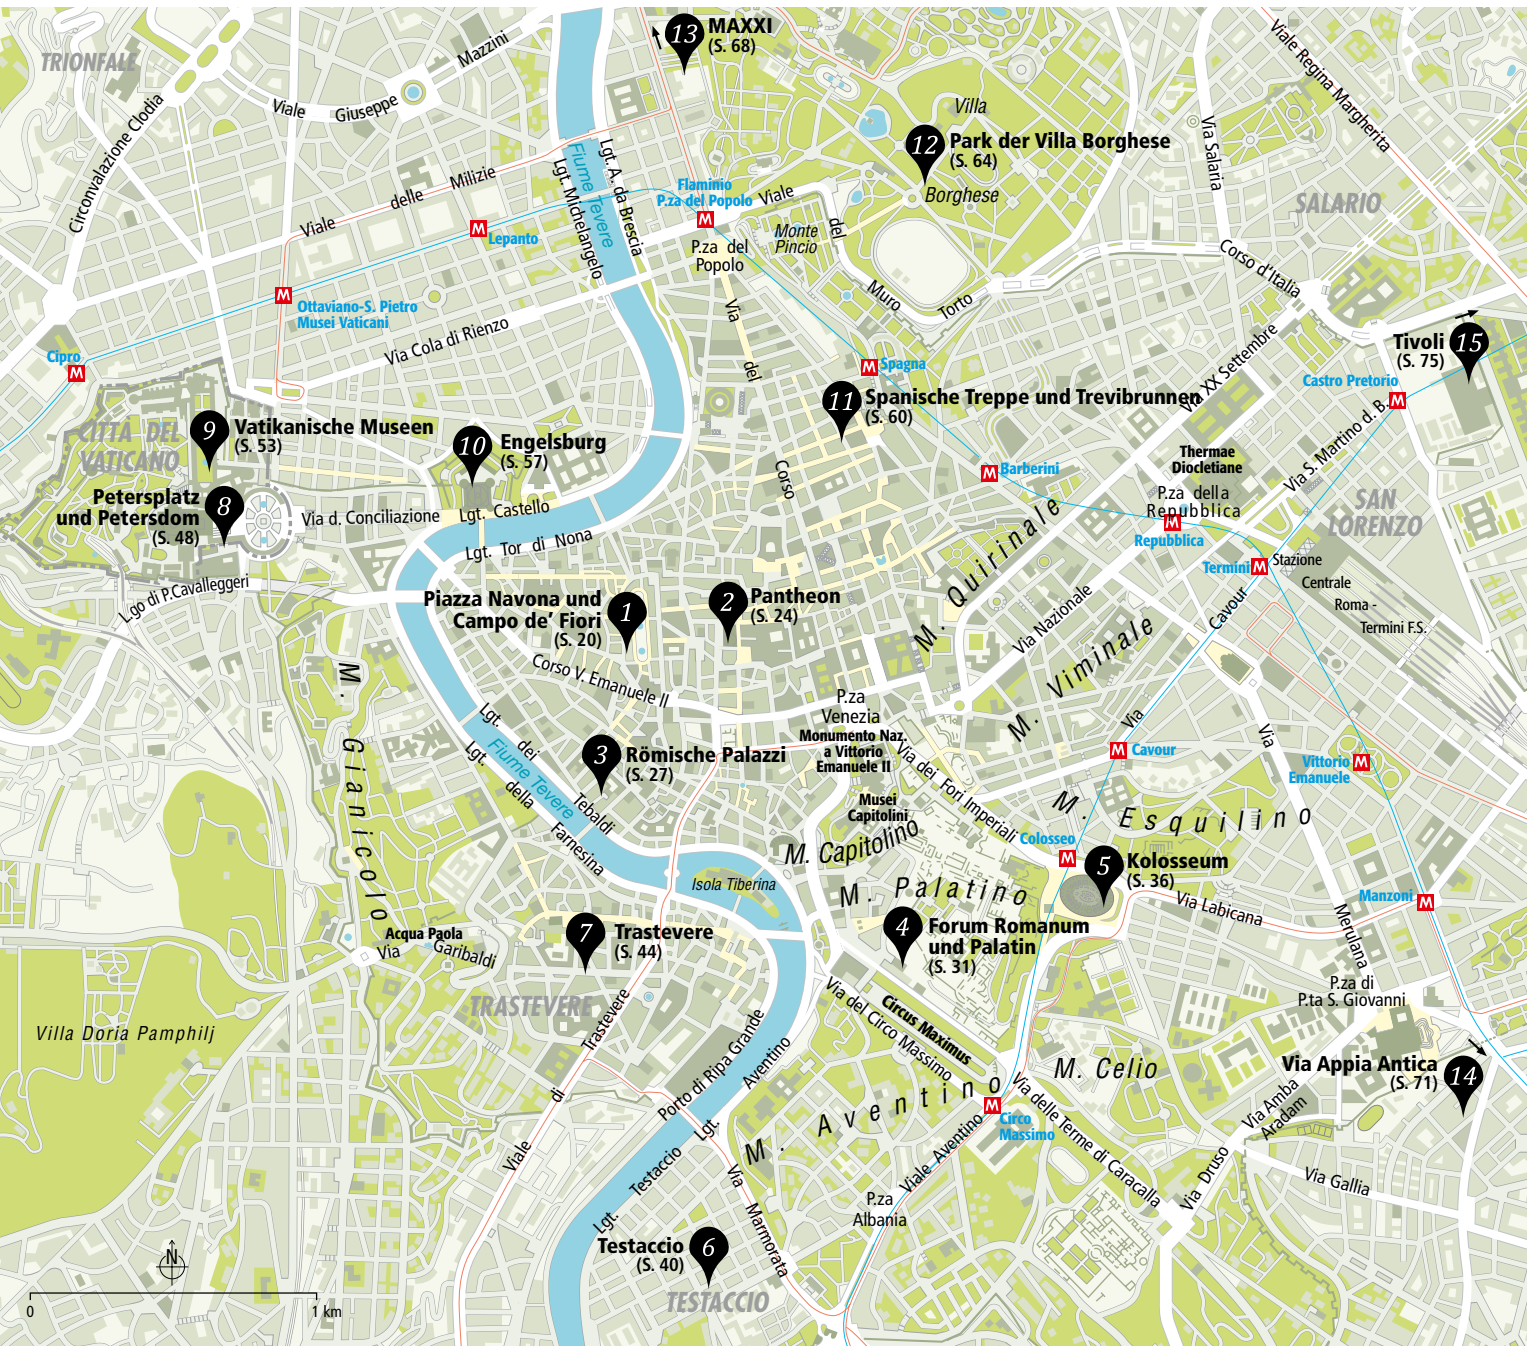 13
MAXXI
(S. 68)
TRIONFALE
Viale Giuseppe Mazzini
Circonvalazione Clodia
Viale delle Milizie
Lgt. Michelangelo
Fiume Tevere
Lgt. A. da Brescia
Villa
Borghese
12
Park der Villa Borghese
(S. 64)
Via Salaria
Viale Regina Margherita
SALARIO
Flaminio
P.za del Popolo
M
M
Lepanto
P.za del
Popolo
Monte
Pincio
Viale del Muro Torto
Corso d'Italia
M
Ottaviano-S. Pietro
Musei Vaticani
Via Cola di Rienzo
Cipro
M
Via del Corso
M
Spagna
Via XX Settembre
Tivoli
(S. 75)
15
Castro Pretorio
M
11
Spanische Treppe und Trevibrunnen
(S. 60)
CITTÀ DEL
VATICANO
9
Vatikanische Museen
(S. 53)
10
Engelsburg
(S. 57)
Thermae
Diocletiane
Via S. Martino d. B.
M
Barberini
Petersplatz
und Petersdom
(S. 48)
8
Via d. Conciliazione
Lgt. Castello
Lgt. Tor di Nona
P.za della
Repubblica
M
Repubblica
SAN
LORENZO
Termini
M
Stazione
Centrale
Roma -
Termini F.S.
L.go di P.Cavalleggeri
M. Quirinale
Piazza Navona und
Campo de' Fiori
(S. 20)
1
2
Pantheon
(S. 24)
Via Nazionale
M. Viminale
Via Cavour
Corso V. Emanuele II
M. Gianicolo
P.za
Venezia
Monumento Naz.
a Vittorio
Emanuele II
Lgt. dei Tebaldi
Fiume Tevere
Lgt. della Farnesina
3
Römische Palazzi
(S. 27)
Via dei Fori Imperiali
M
Cavour
Via Merulana
Vittorio
Emanuele
M
Musei
Capitolini
M. Capitolino
M. Esquilino
Colosseo
M
5
Kolosseum
(S. 36)
Isola Tiberina
M. Palatino
Via Labicana
Manzoni
M
4
Forum Romanum
und Palatin
(S. 31)
Acqua Paola
Via Garibaldi
7
Trastevere
(S. 44)
TRASTEVERE
Viale di Trastevere
Villa Doria Pamphilj
Via del Circo Massimo
Circus Maximus
P.za di
P.ta S. Giovanni
Via Appia Antica
(S. 71)
14
M. Celio
Porto di Ripa Grande
Lgt. Aventino
M. Aventino
M
Circo
Massimo
Via delle Terme di Caracalla
Via Amba
Aradam
Via Druso
Via Gallia
Viale Aventino
Lgt. Testaccio
Via Marmorata
P.za
Albania
Testaccio
(S. 40)
6
TESTACCIO
N
0
1 km